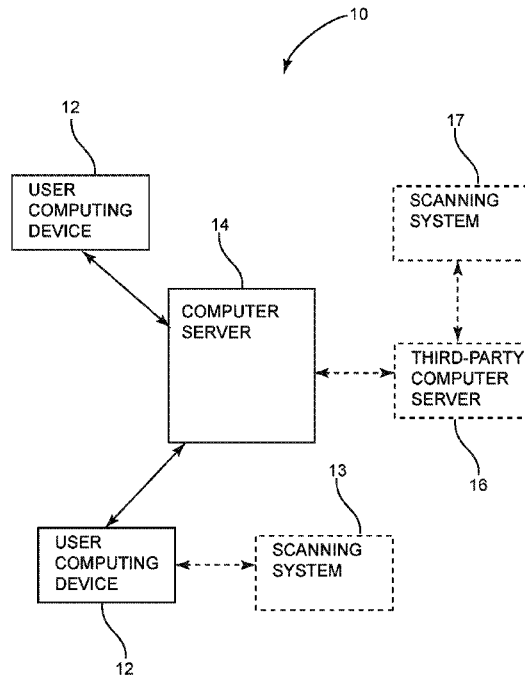 10
12
USER
COMPUTING
DEVICE
17
SCANNING
SYSTEM
14
COMPUTER
SERVER
THIRD-PARTY
COMPUTER
SERVER
16
13
USER
COMPUTING
DEVICE
SCANNING
SYSTEM
12